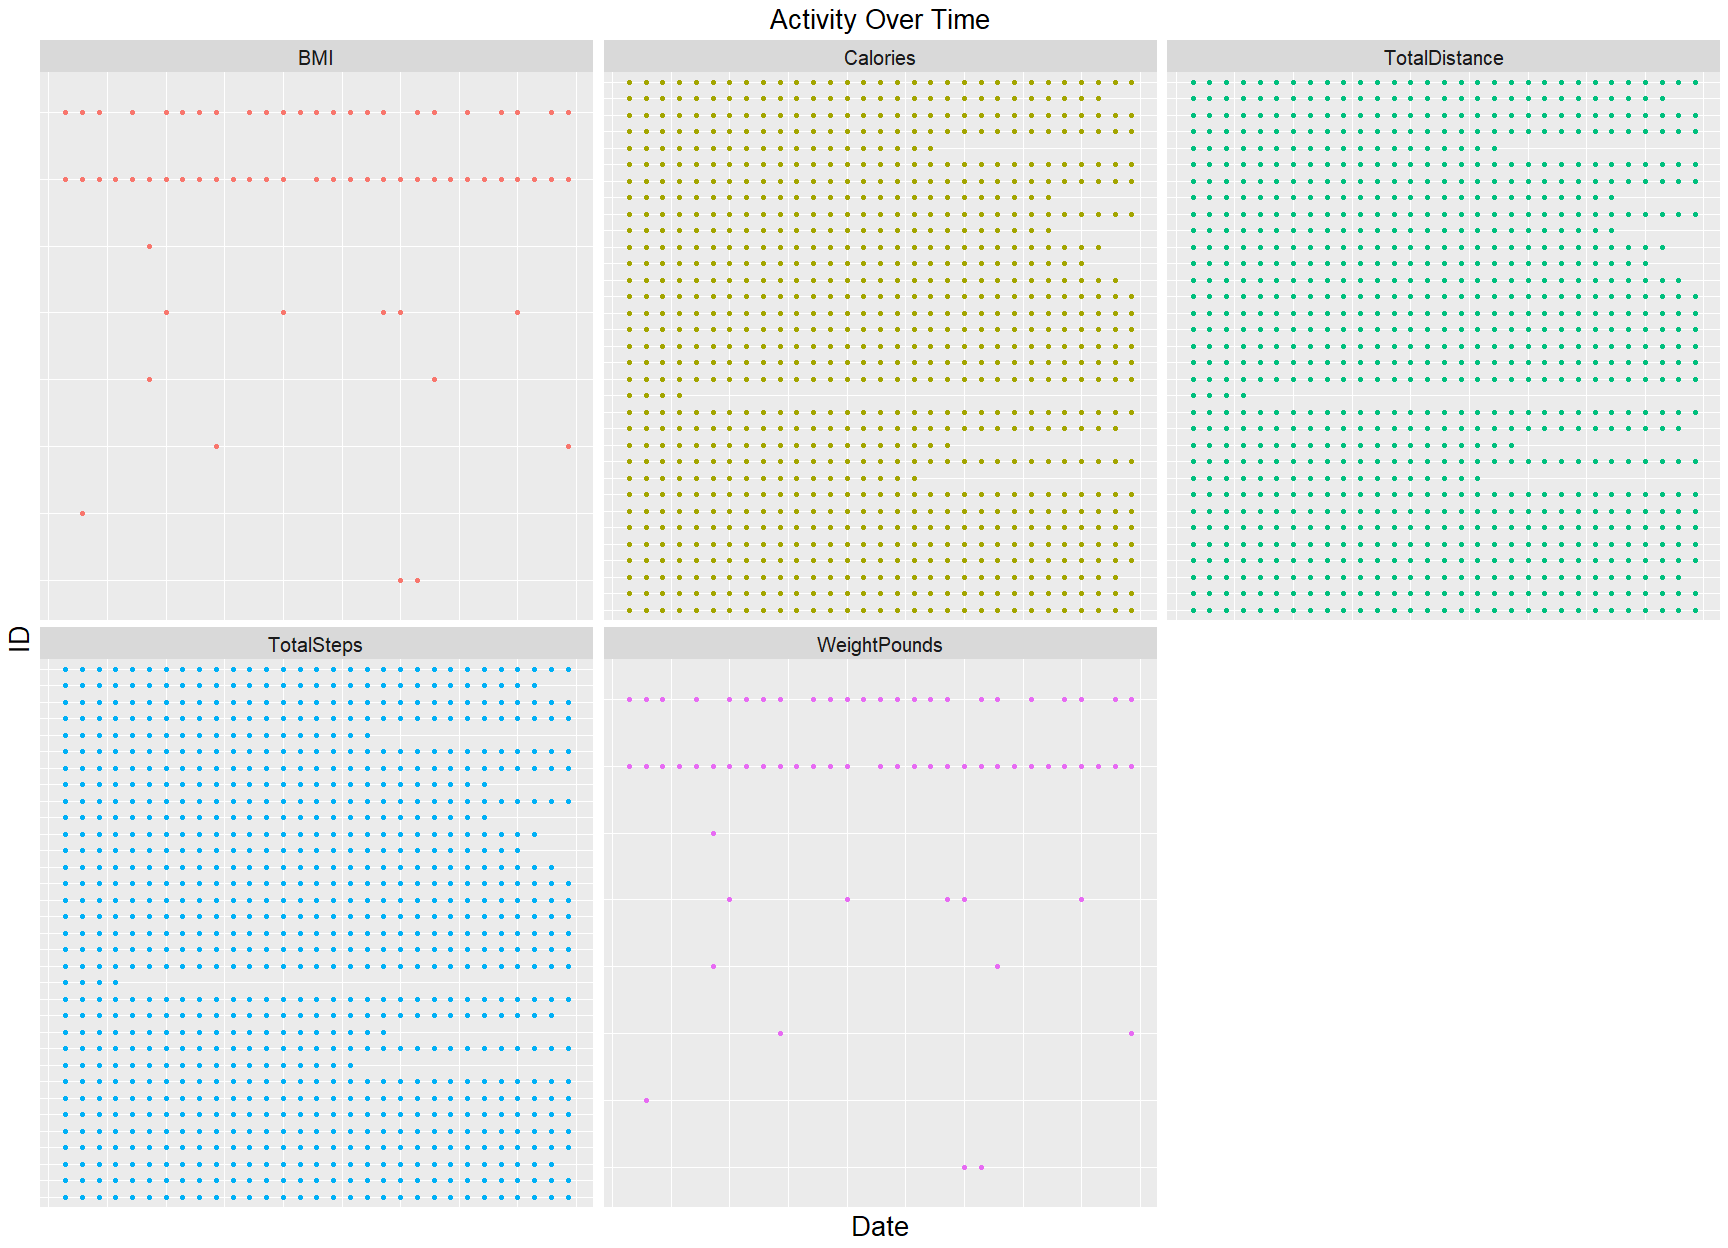 Activity Over Time
BMI
Calories
TotalDistance
ID
TotalSteps
WeightPounds
Date